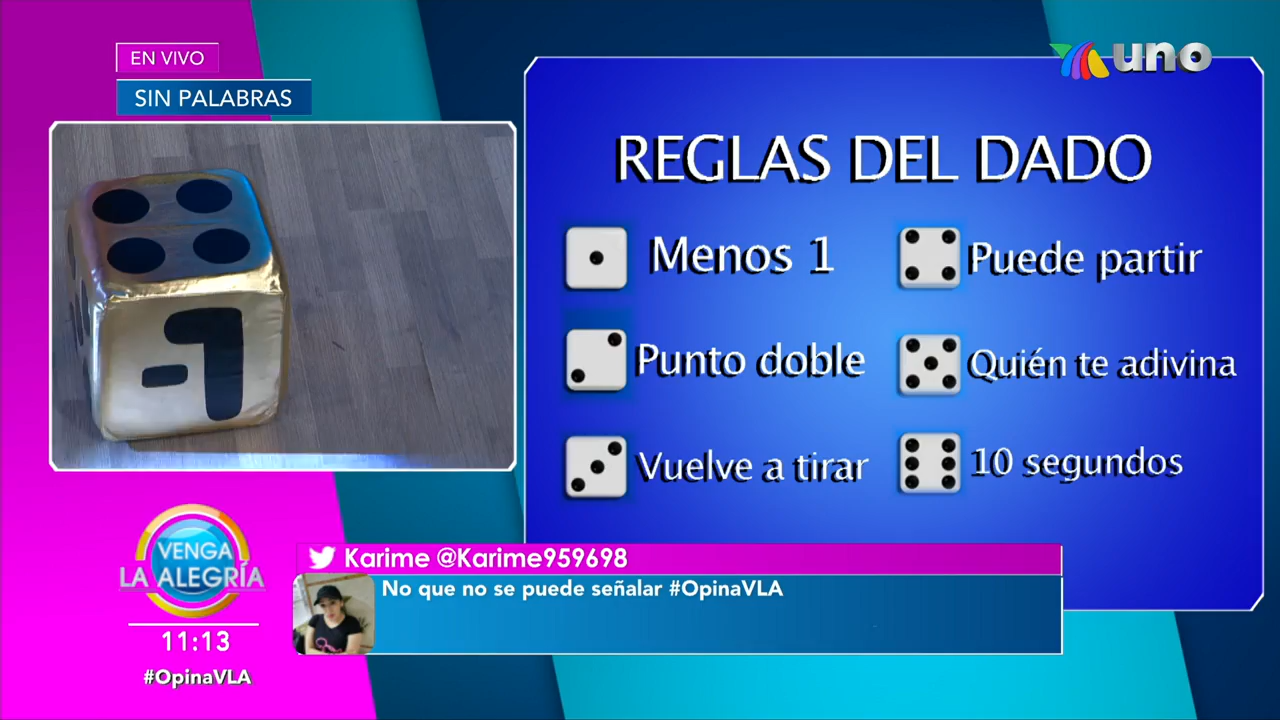 EN VIVO
SIN PALABRAS
uno
REGLAS DEL DADO
Menos 1
Puede partir
Punto doble
Quién te adivina
Vuelve a tirar
10 segundos
-1
VENGA
LA ALEGRÍA
11:13
#OpinaVLA
Karime @Karime959698
No que no se puede señalar #OpinaVLA